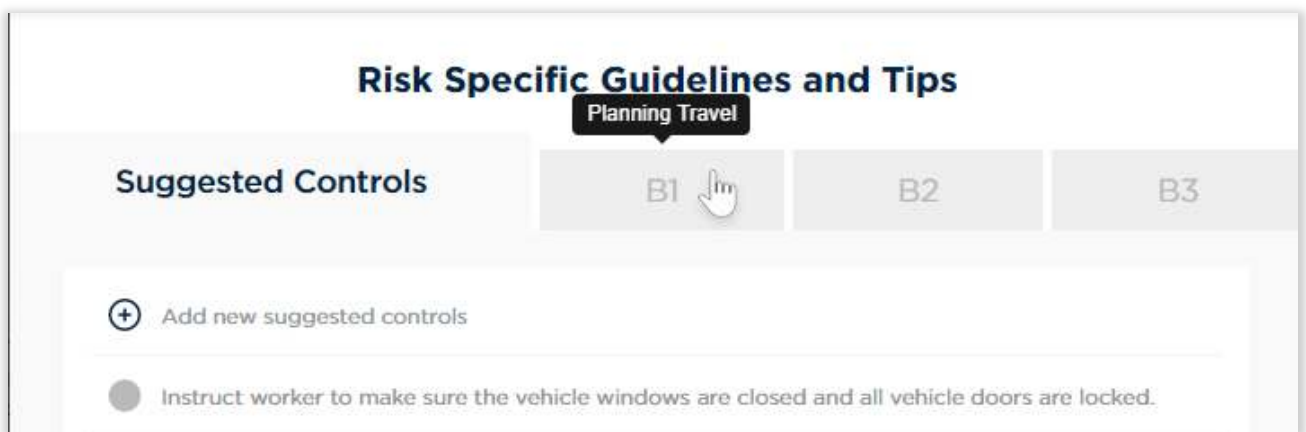 Risk Specific Guidelines and Tips
Planning Travel
Suggested Controls
B1
B2
B3
Add new suggested controls
Instruct worker to make sure the vehicle windows are closed and all vehicle doors are locked.